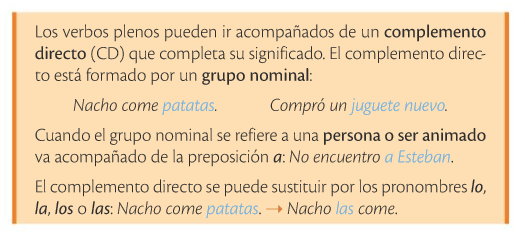 Los verbos plenos pueden ir acompañados de un complemento
directo (CD) que completa su significado. El complemento direc-
to está formado por un grupo nominal:
Nacho come patatas. Compró un juguete nuevo.
Cuando el grupo nominal se refiere a una persona o ser animado
va acompañado de la preposición a: No encuentro a Esteban.
El complemento directo se puede sustituir por los pronombres lo,
la, los o las: Nacho come patatas. → Nacho las come.